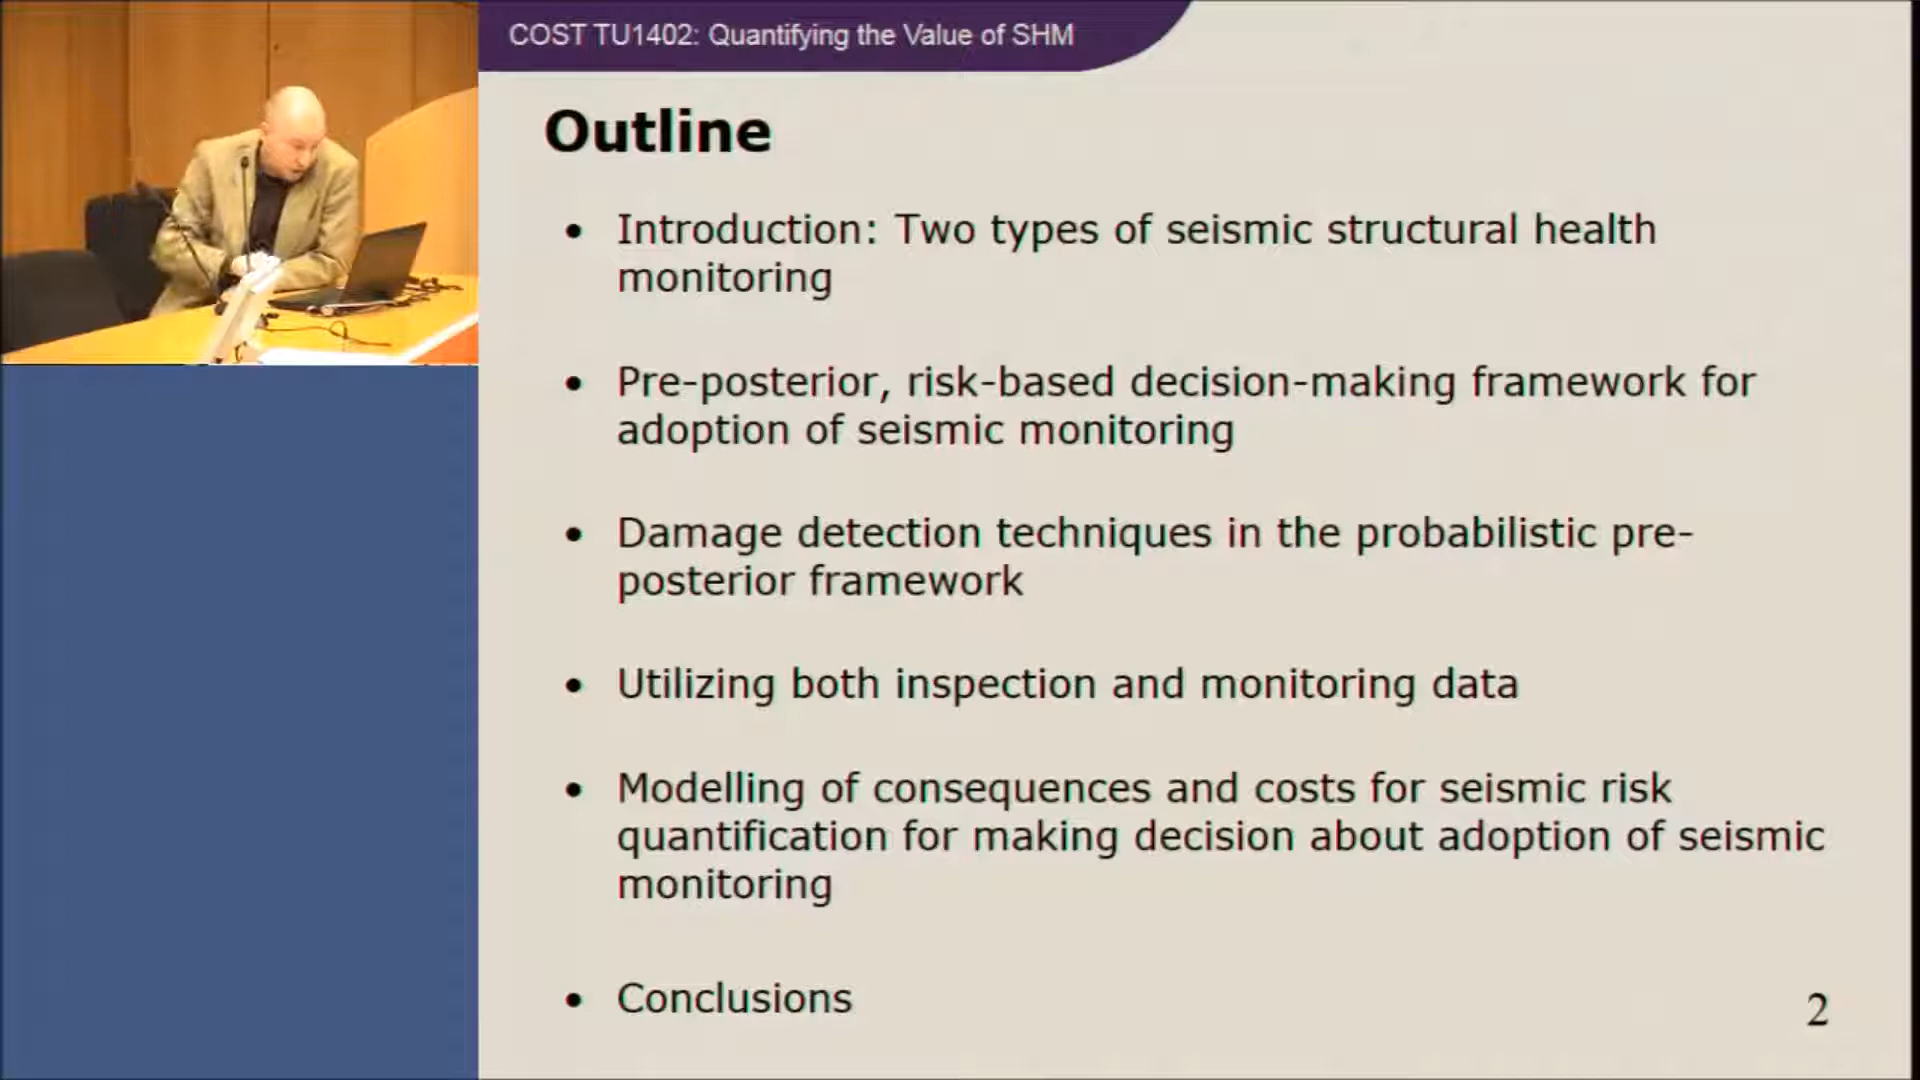 COST TU1402: Quantifying the Value of SHM
Outline
• Introduction: Two types of seismic structural health
monitoring
• Pre-posterior, risk-based decision-making framework for
adoption of seismic monitoring
• Damage detection techniques in the probabilistic pre-
posterior framework
• Utilizing both inspection and monitoring data
• Modelling of consequences and costs for seismic risk
quantification for making decision about adoption of seismic
monitoring
• Conclusions
2